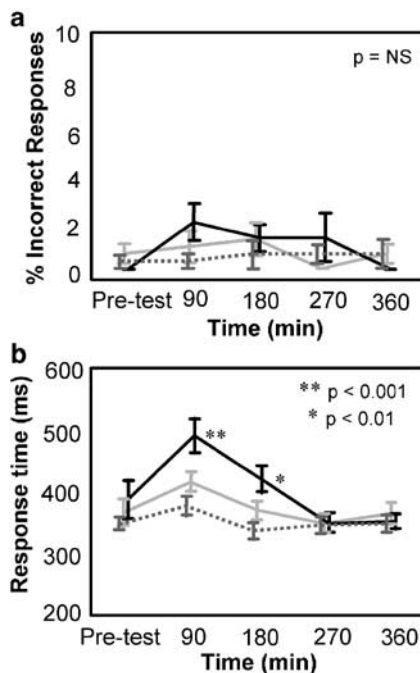 a
10
p = NS
8
6
4
2
0
% Incorrect Responses
Pre-test 90 180 270 360
Time (min)
b
600
** p < 0.001
* p < 0.01
500
**
*
400
300
200
Response time (ms)
Pre-test 90 180 270 360
Time (min)